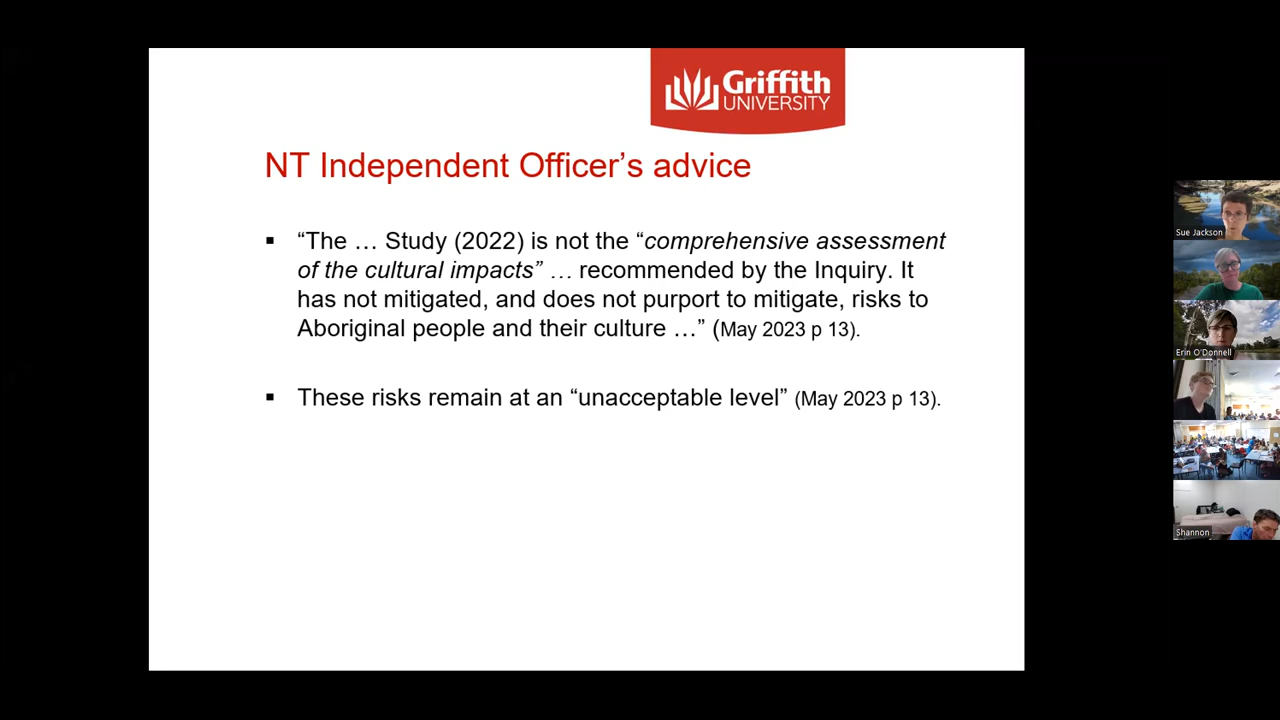 Griffith
UNIVERSITY
NT Independent Officer’s advice
▪ “The … Study (2022) is not the “comprehensive assessment
of the cultural impacts” … recommended by the Inquiry. It
has not mitigated, and does not purport to mitigate, risks to
Aboriginal people and their culture …” (May 2023 p 13).
▪ These risks remain at an “unacceptable level” (May 2023 p 13).
Sue Jackson
Erin O'Donnell
Shannon